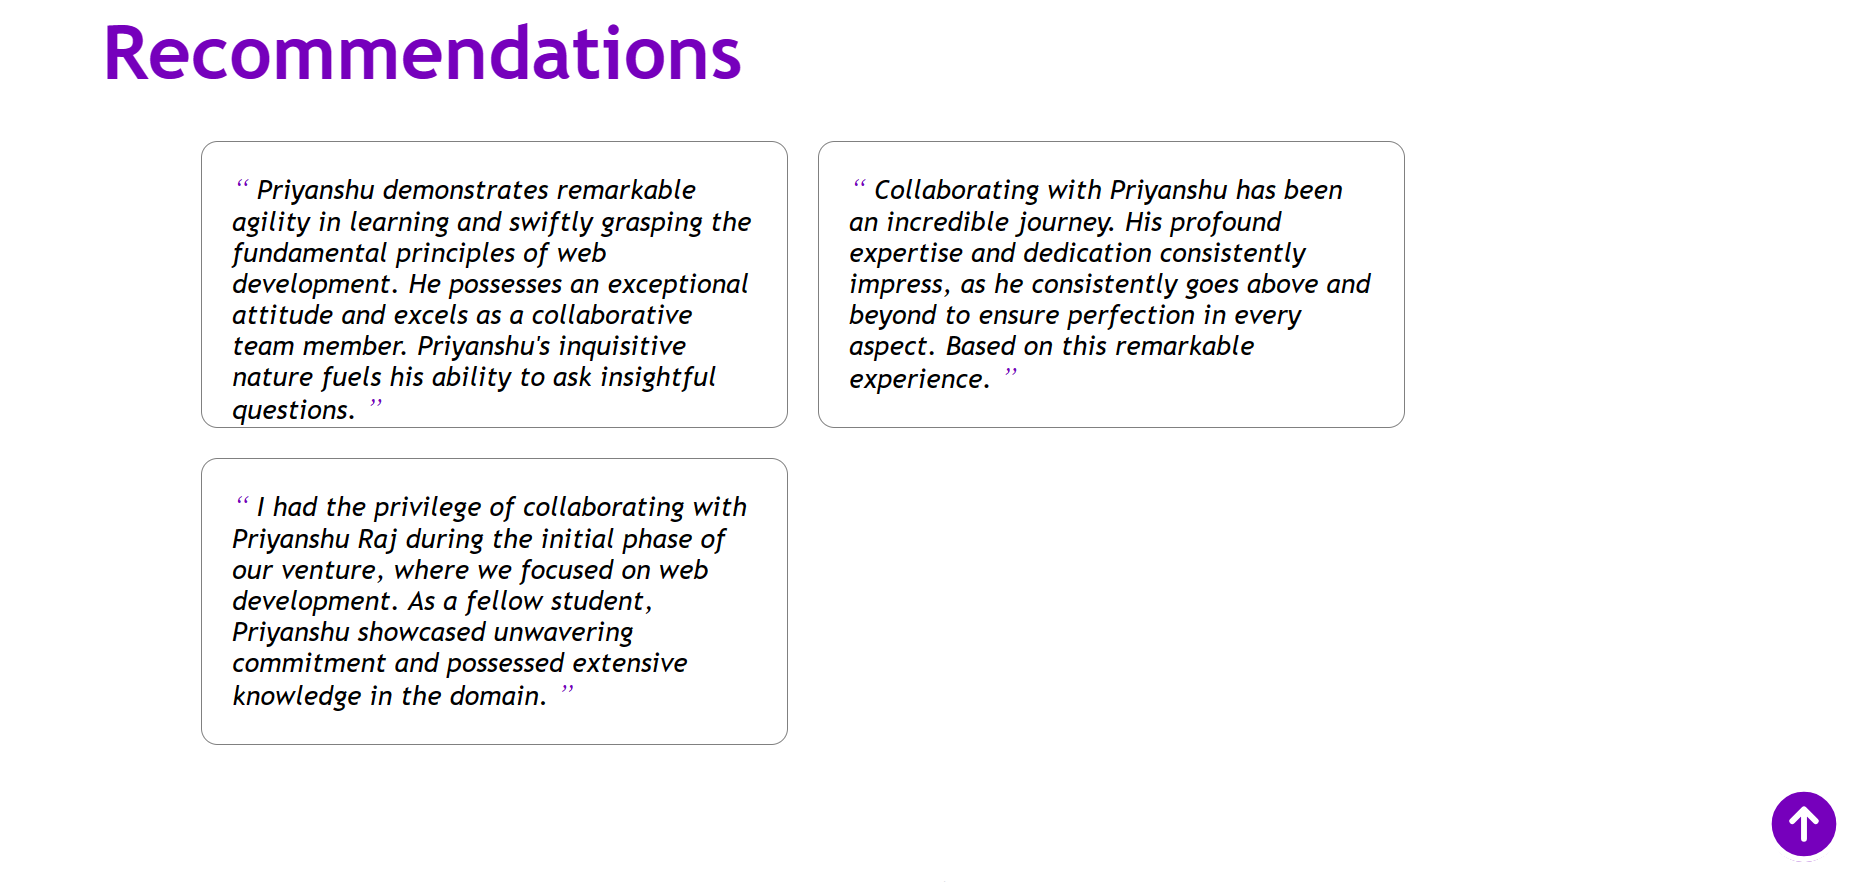 Recommendations
“ Priyanshu demonstrates remarkable
agility in learning and swiftly grasping the
fundamental principles of web
development. He possesses an exceptional
attitude and excels as a collaborative
team member. Priyanshu's inquisitive
nature fuels his ability to ask insightful
questions. ”
“ Collaborating with Priyanshu has been
an incredible journey. His profound
expertise and dedication consistently
impress, as he consistently goes above and
beyond to ensure perfection in every
aspect. Based on this remarkable
experience. ”
“ I had the privilege of collaborating with
Priyanshu Raj during the initial phase of
our venture, where we focused on web
development. As a fellow student,
Priyanshu showcased unwavering
commitment and possessed extensive
knowledge in the domain. ”